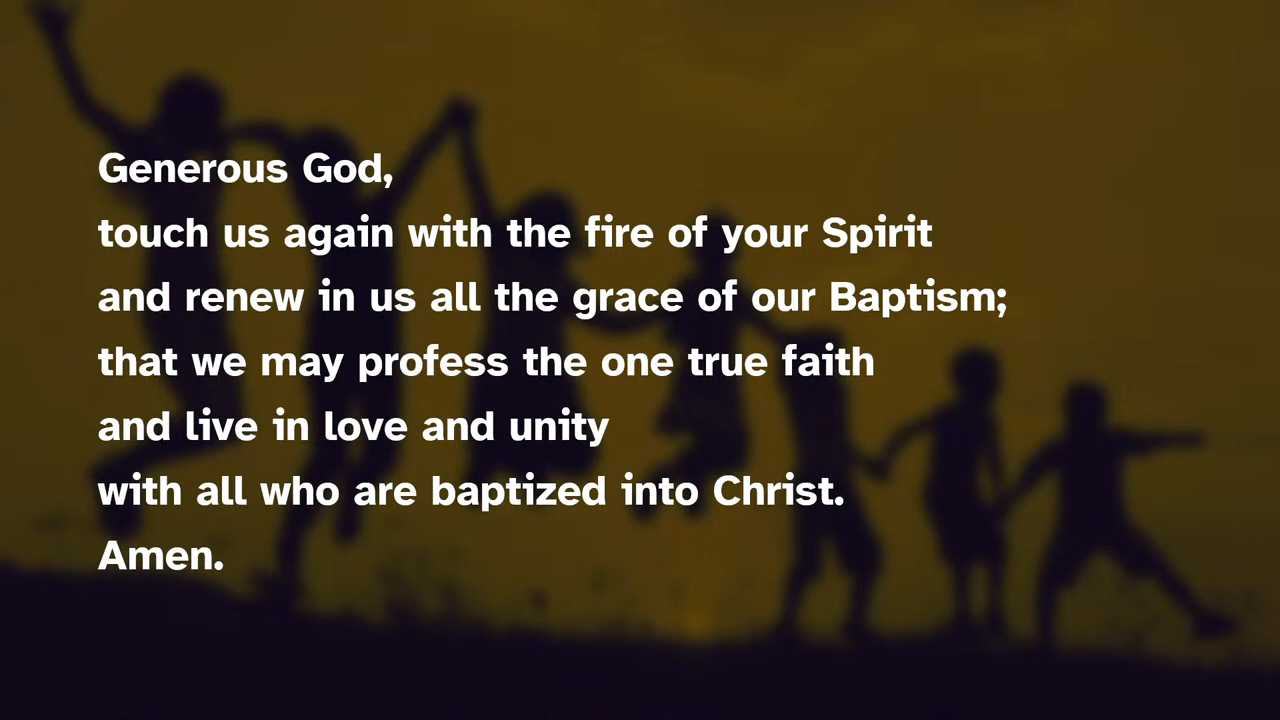 Generous God,
touch us again with the fire of your Spirit
and renew in us all the grace of our Baptism;
that we may profess the one true faith
and live in love and unity
with all who are baptized into Christ.
Amen.